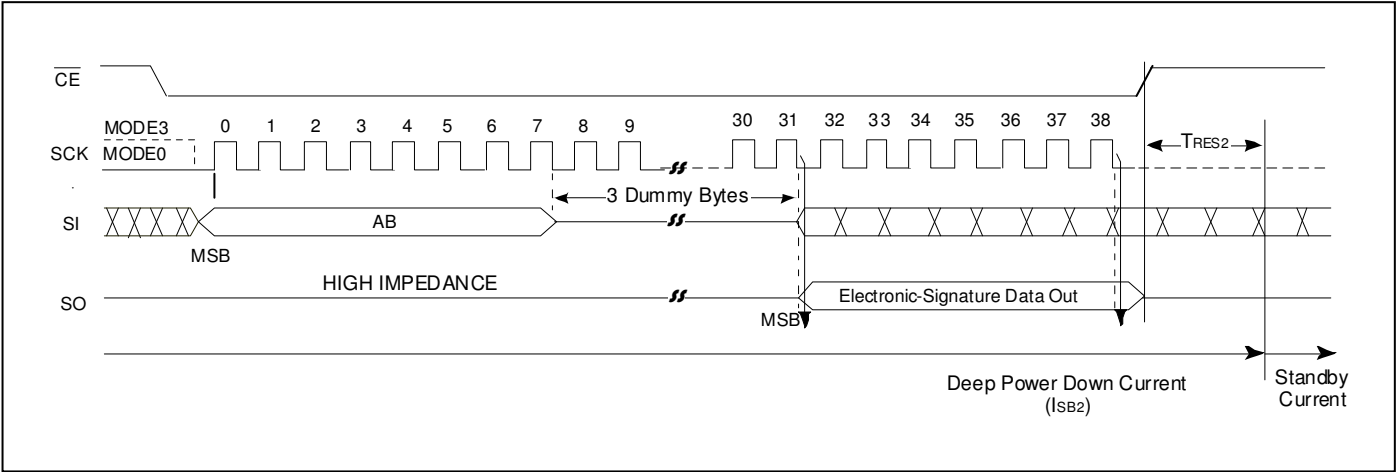 CE
MODE3
0 1 2 3 4 5 6 7 8 9 30 31 32 33 34 35 36 37 38
SCK MODE0
TRES2
3 Dummy Bytes
SI AB
MSB
HIGH IMPEDANCE
SO Electronic-Signature Data Out
MSB
Deep Power Down Current
(ISB2)
Standby
Current